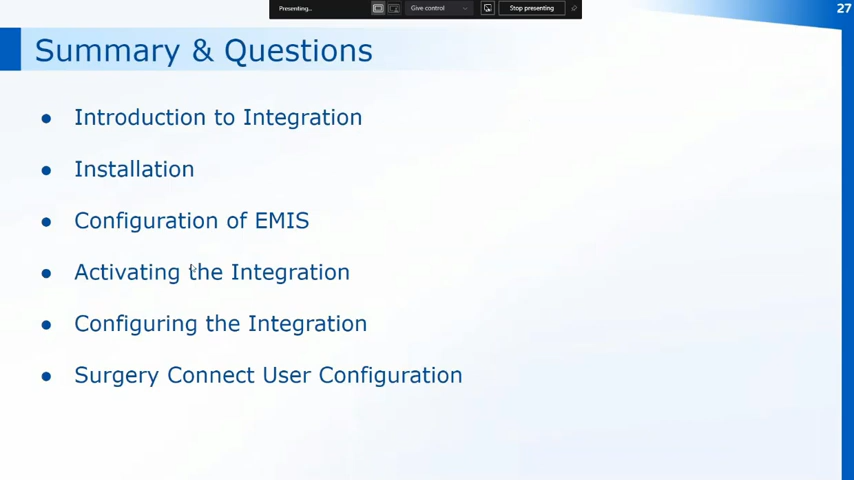 Presenting...
Give control
Stop presenting
27
Summary & Questions
Introduction to Integration
Installation
Configuration of EMIS
Activating the Integration
Configuring the Integration
Surgery Connect User Configuration